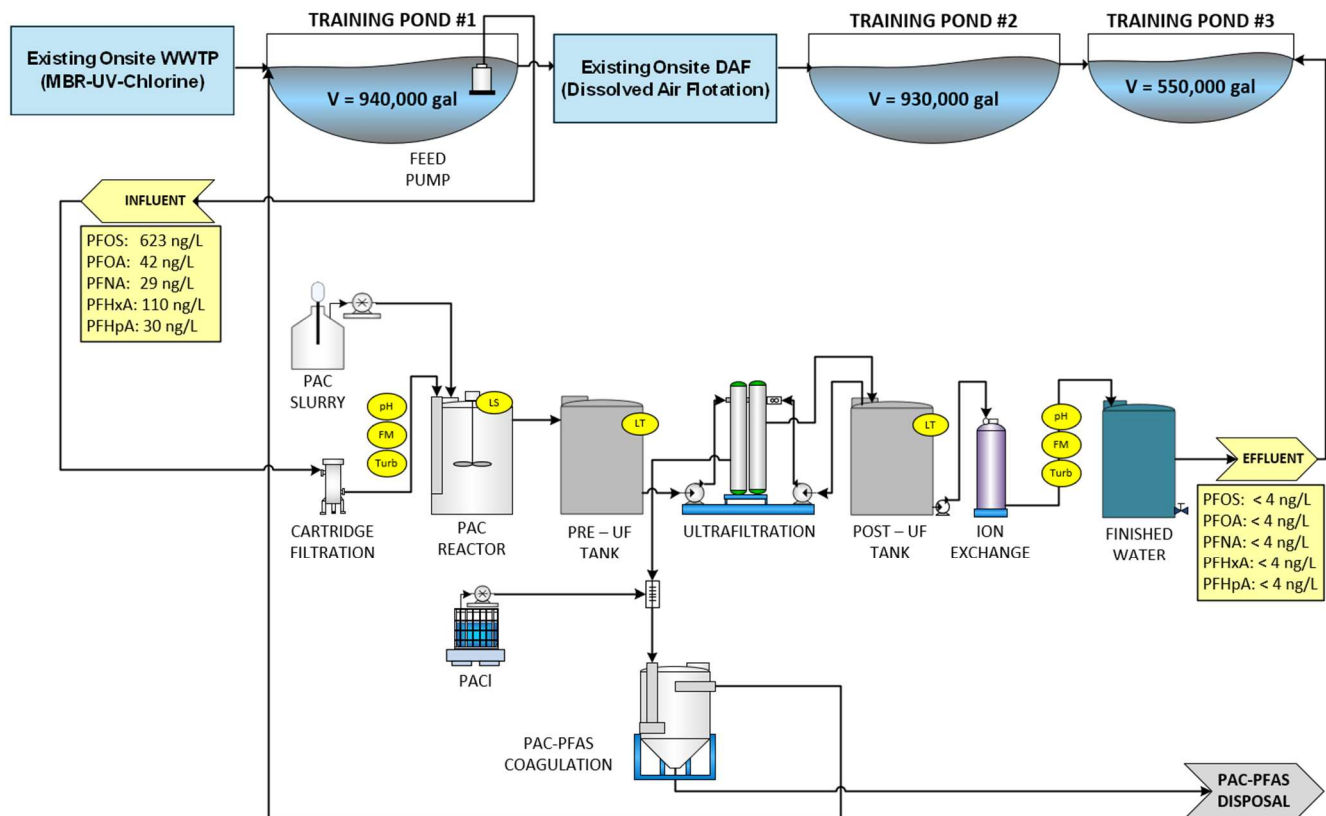 TRAINING POND #1
TRAINING POND #2
TRAINING POND #3
Existing Onsite WWTP
(MBR-UV-Chlorine)
V = 940,000 gal
Existing Onsite DAF
(Dissolved Air Flotation)
V = 930,000 gal
V = 550,000 gal
FEED
PUMP
INFLUENT
PFOS: 623 ng/L
PFOA: 42 ng/L
PFNA: 29 ng/L
PFHxA: 110 ng/L
PFHpA: 30 ng/L
PAC
SLURRY
pH
FM
Turb
LS
LT
LT
pH
FM
Turb
CARTRIDGE
FILTRATION
PAC
REACTOR
PRE – UF
TANK
ULTRAFILTRATION
POST – UF
TANK
ION
EXCHANGE
FINISHED
WATER
EFFLUENT
PFOS: < 4 ng/L
PFOA: < 4 ng/L
PFNA: < 4 ng/L
PFHxA: < 4 ng/L
PFHpA: < 4 ng/L
PACl
PAC-PFAS
COAGULATION
PAC-PFAS
DISPOSAL